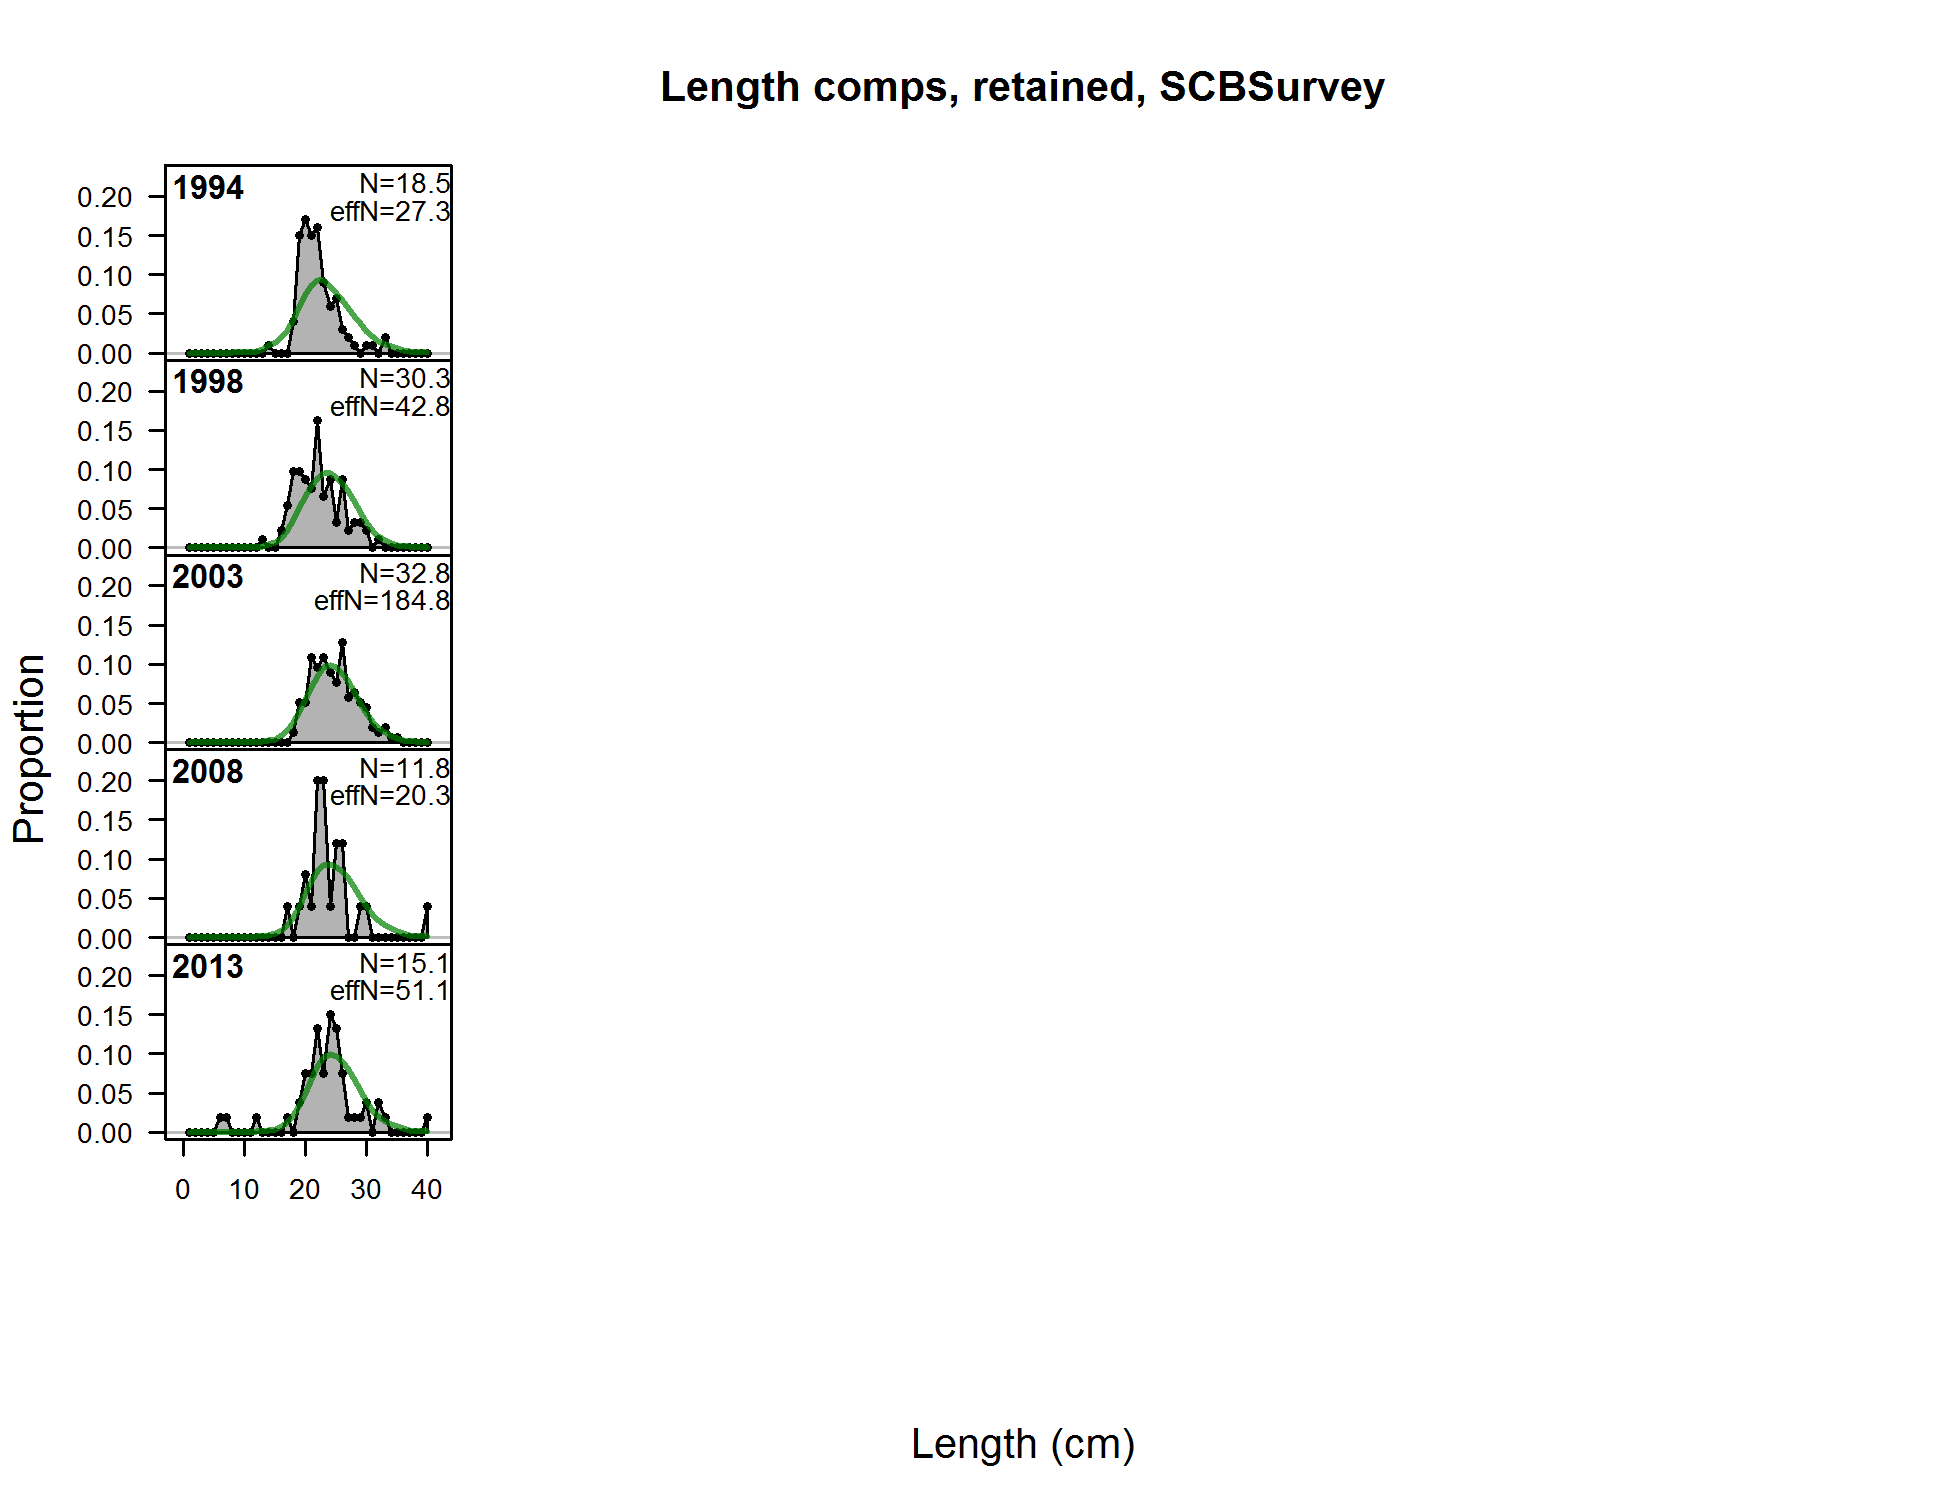 Length comps, retained, SCBSurvey
1994
N=18.5
effN=27.3
0.20
0.15
0.10
0.05
0.00
1998
N=30.3
effN=42.8
0.20
0.15
0.10
0.05
0.00
2003
N=32.8
effN=184.8
0.20
0.15
0.10
0.05
0.00
2008
N=11.8
effN=20.3
0.20
0.15
0.10
0.05
0.00
2013
N=15.1
effN=51.1
0.20
0.15
0.10
0.05
0.00
0 10 20 30 40
Proportion
Length (cm)